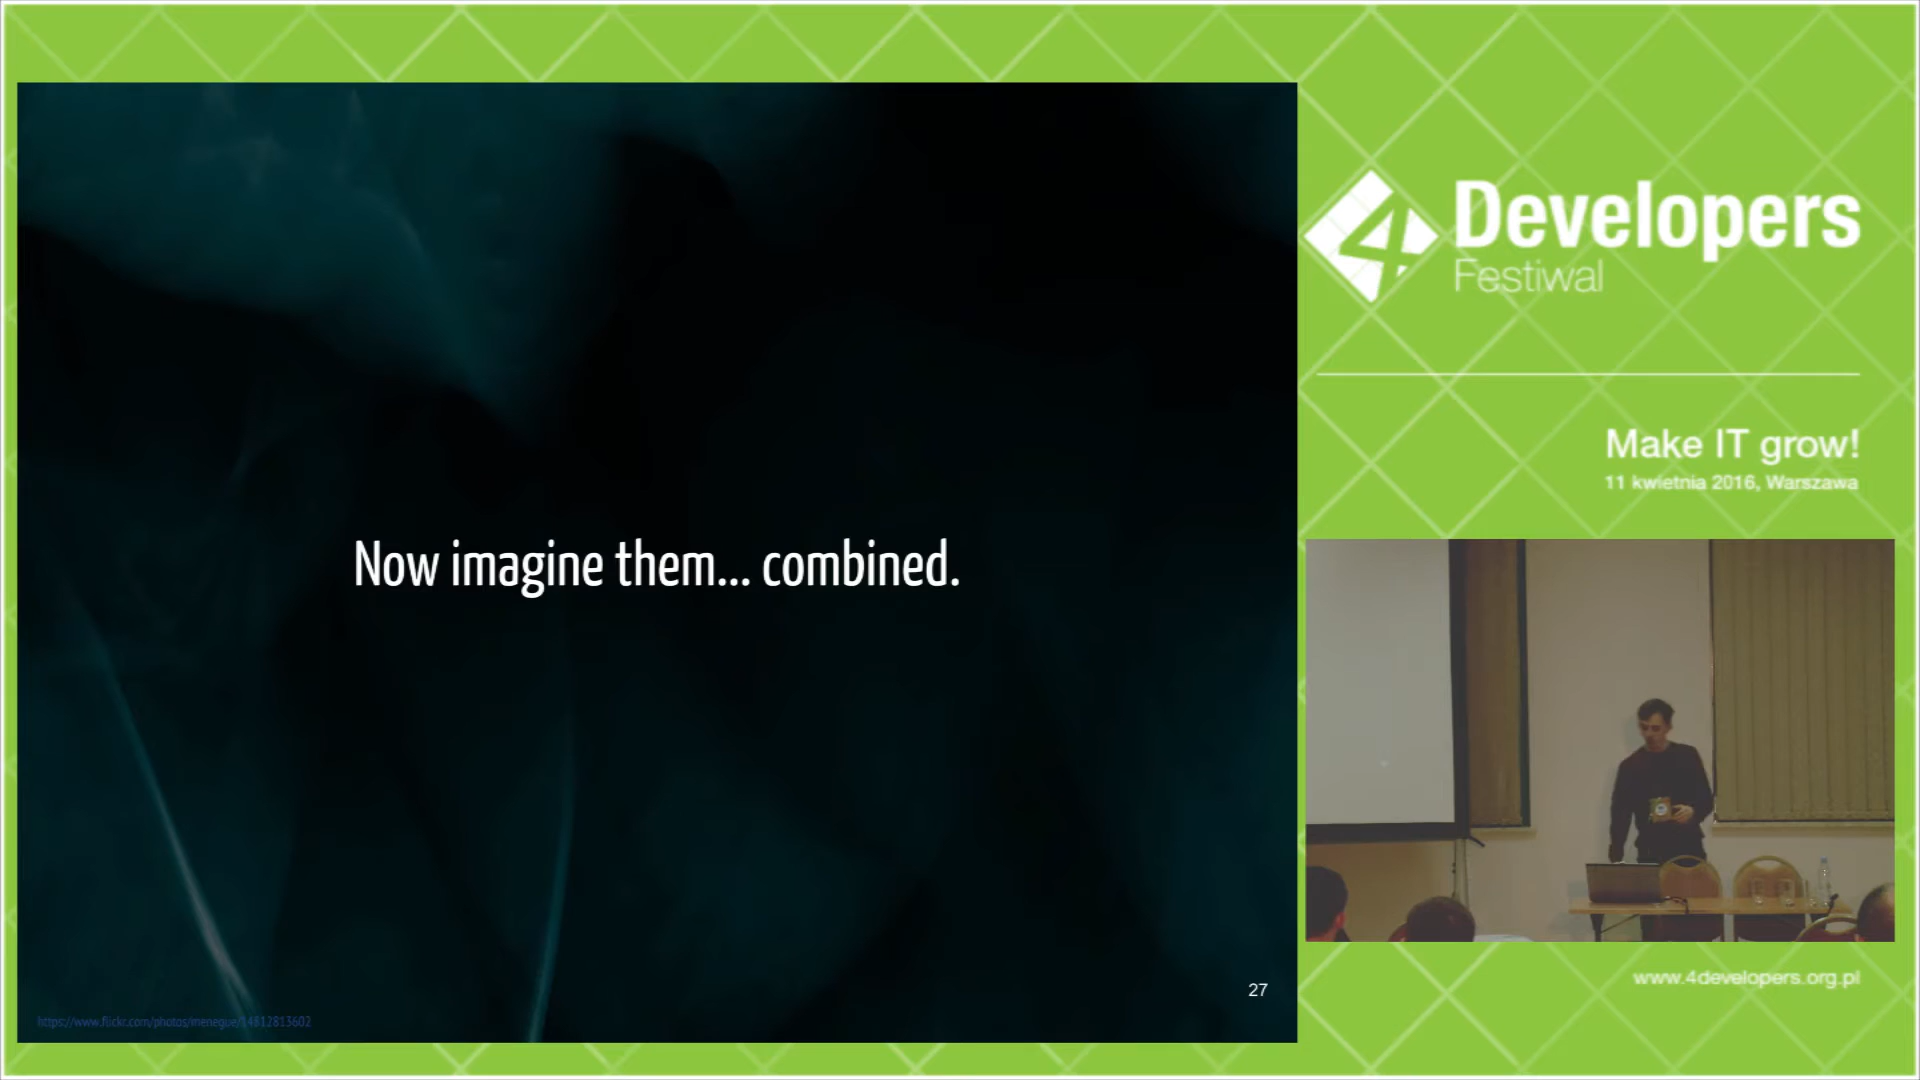 Now imagine them... combined.
27
https://www.flickr.com/photos/menegue/14812813602
4Developers
Festiwal
Make IT grow!
11 kwietnia 2016, Warszawa
www.4developers.org.pl